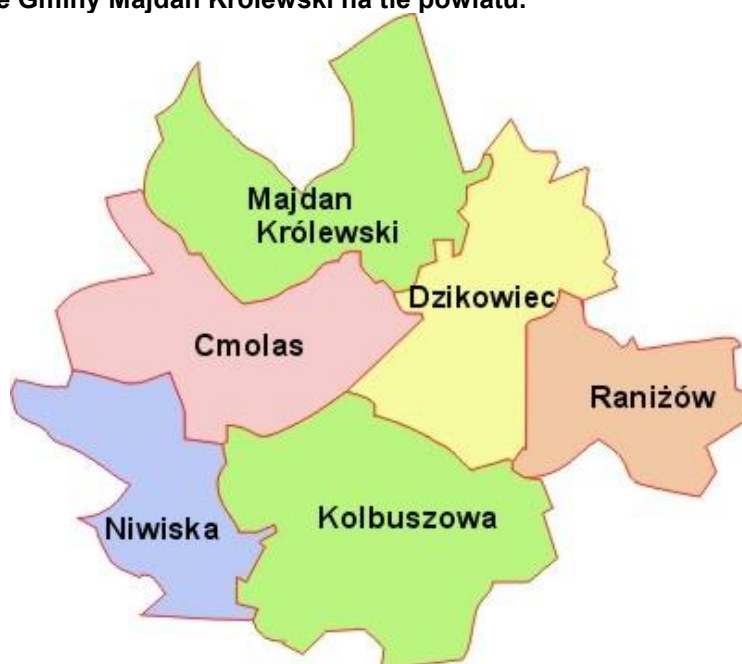 e Gminy Majdan Królewski na tle powiatu.
Majdan
Królewski
Dzikowiec
Cmolas
Raniżów
Kolbuszowa
Niwiska